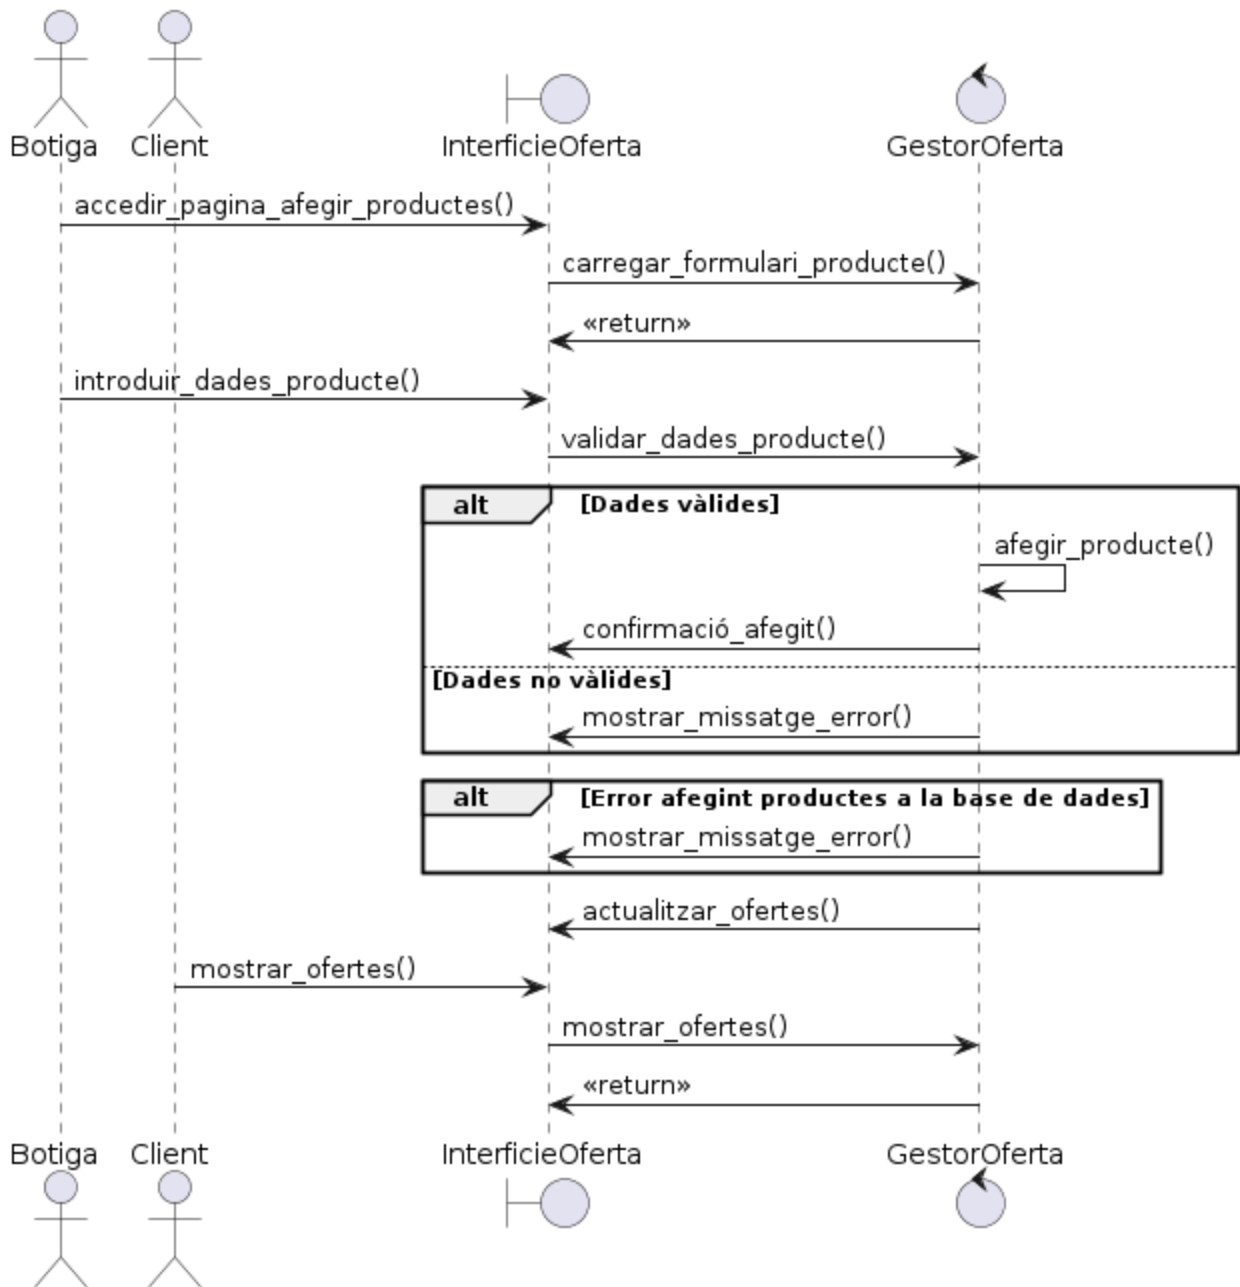 Botiga Client InterficieOferta GestorOferta
accedir_pagina_afegir_productes()
carregar_formulari_producte()
«return»
introduir_dades_producte()
validar_dades_producte()
alt [Dades vàlides]
afegir_producte()
confirmació_afegit()
[Dades no vàlides]
mostrar_missatge_error()
alt [Error afegint productes a la base de dades]
mostrar_missatge_error()
actualitzar_ofertes()
mostrar_ofertes()
mostrar_ofertes()
«return»
Botiga Client InterficieOferta GestorOferta